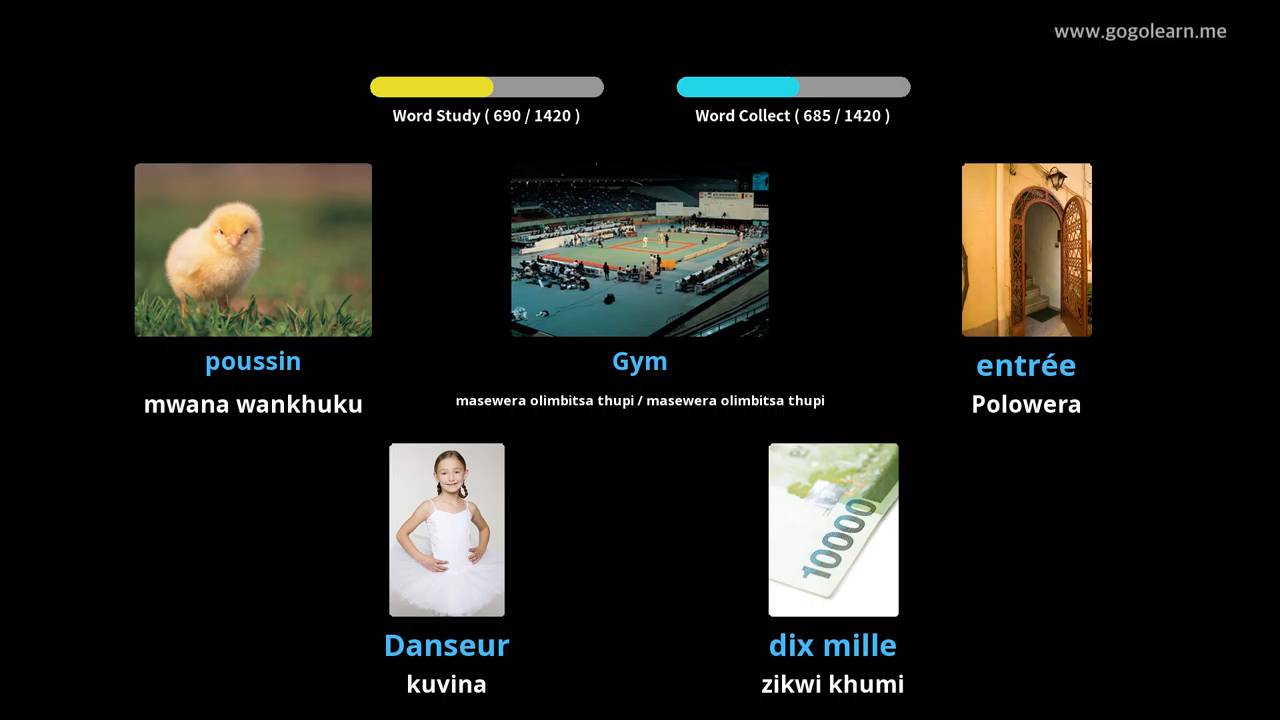 www.gogolearn.me
Word Study ( 690 / 1420 )
Word Collect ( 685 / 1420 )
poussin
Gym
entrée
mwana wankhuku
masewera olimbitsa thupi / masewera olimbitsa thupi
Polowera
10000
Danseur
dix mille
kuvina
zikwi khumi